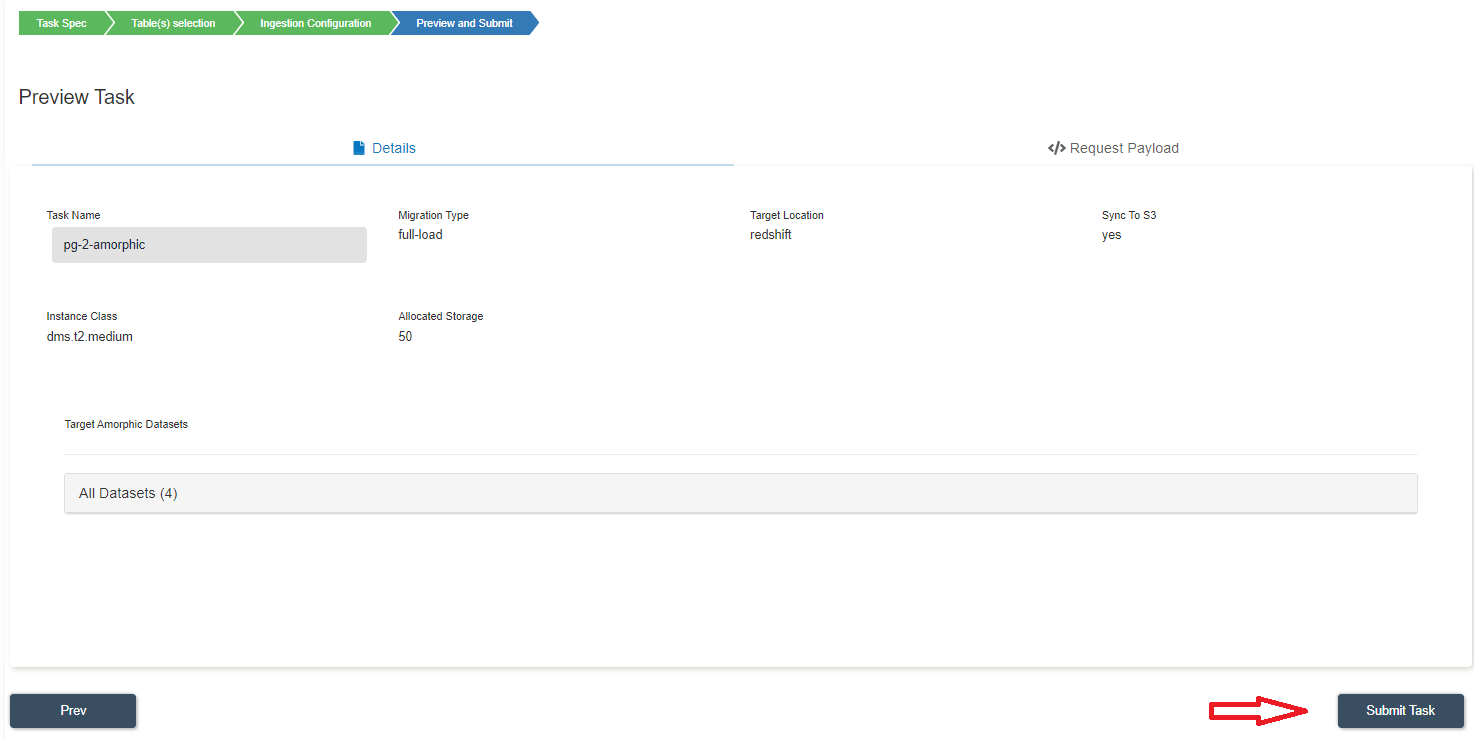 Task Spec Table(s) selection Ingestion Configuration Preview and Submit
Preview Task
Details Request Payload
Task Name Migration Type Target Location Sync To S3
pg-2-amorphic full-load redshift yes
Instance Class Allocated Storage
dms.t2.medium 50
Target Amorphic Datasets
All Datasets (4)
Prev Submit Task